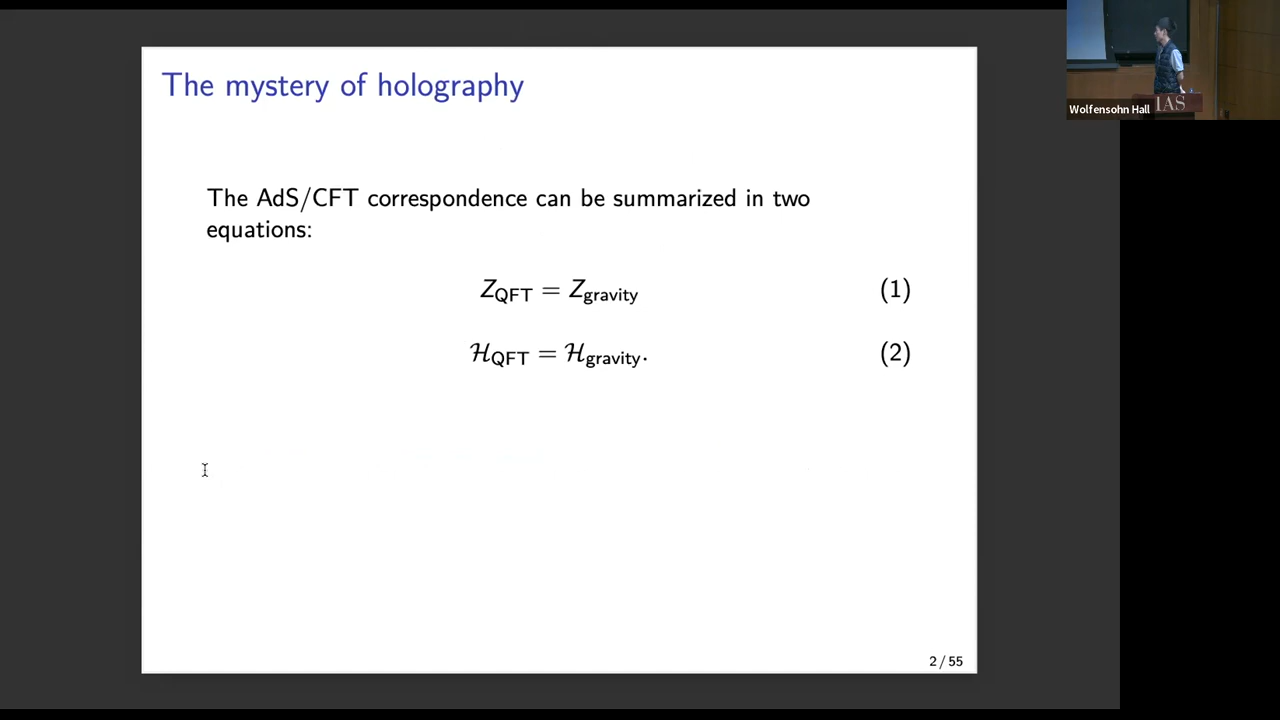 The mystery of holography
The AdS/CFT correspondence can be summarized in two
equations:
Z_QFT = Z_gravity (1)
ℋ_QFT = ℋ_gravity. (2)
2 / 55
Wolfensohn Hall
IAS